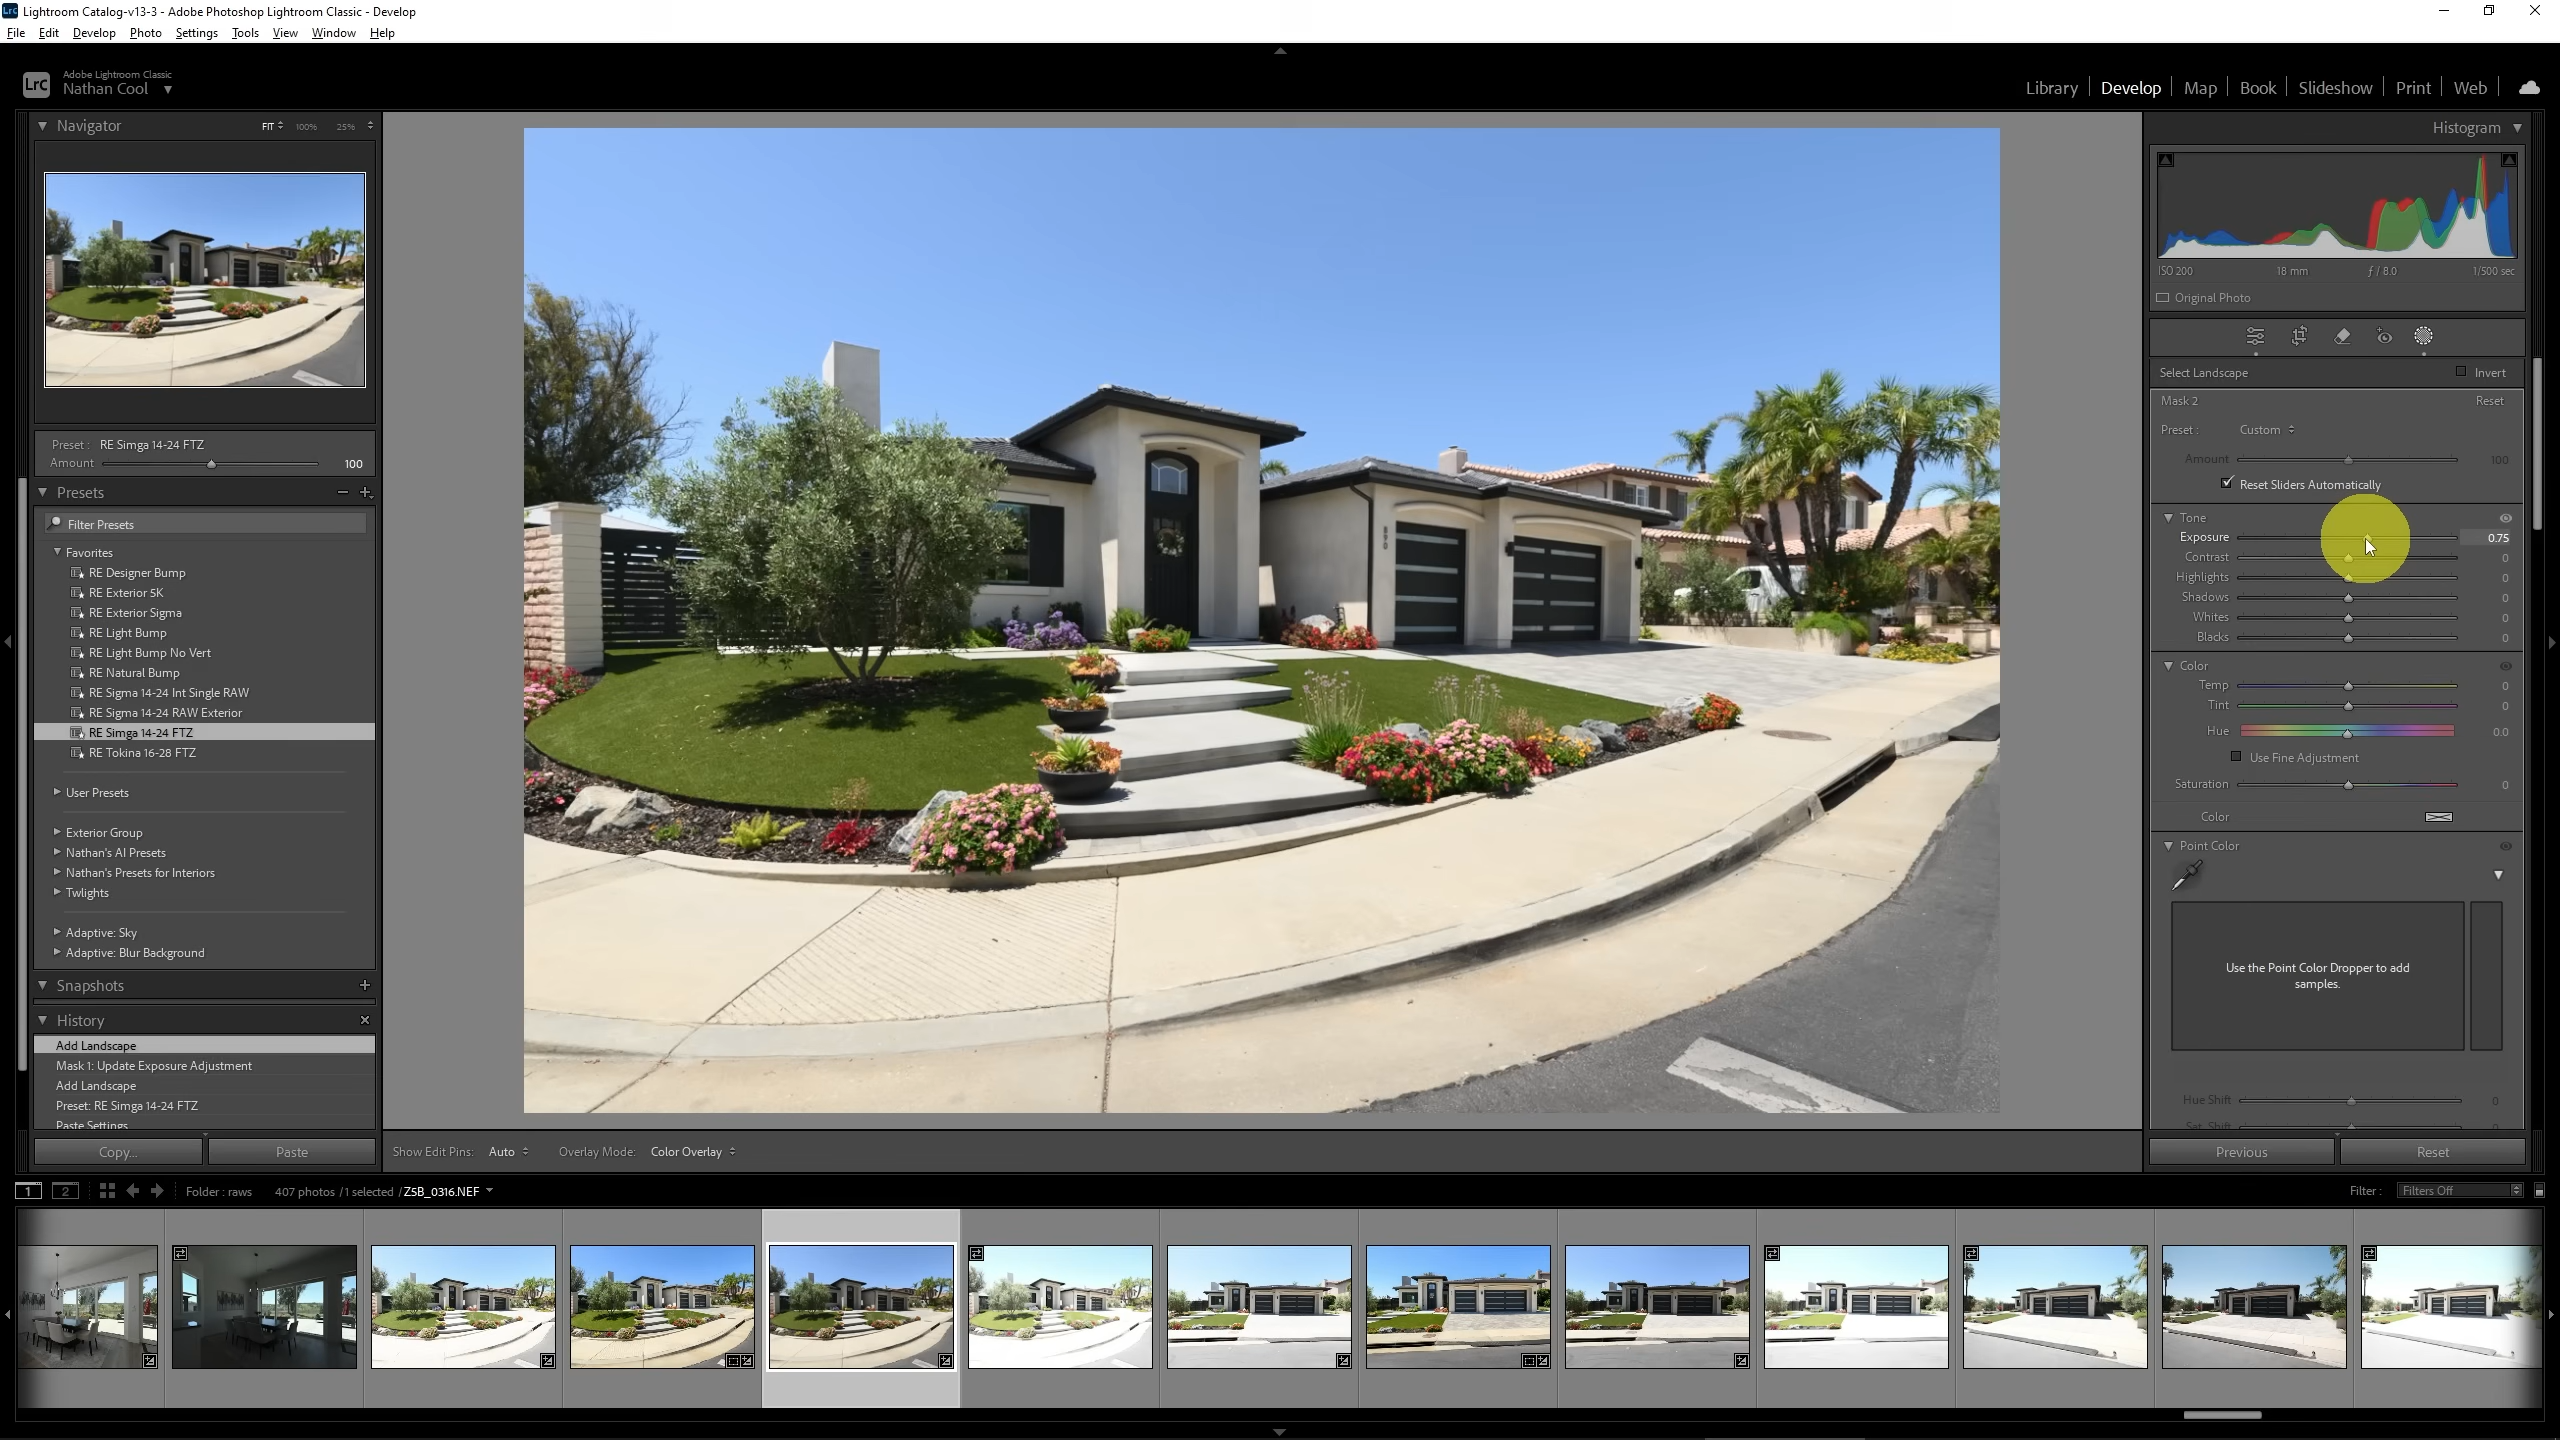 Lightroom Catalog-v13-3 - Adobe Photoshop Lightroom Classic - Develop
File Edit Develop Photo Settings Tools View Window Help
Lrc Adobe Lightroom Classic
Nathan Cool
Library Develop Map Book Slideshow Print Web
Navigator FIT 100% 25%
Histogram
ISO 200 18 mm ƒ / 8.0 1/500 sec
Original Photo
Select Landscape Invert
Mask 2 Reset
Preset : Custom
Amount 100
Reset Sliders Automatically
Tone
Exposure 0.75
Contrast 0
Highlights 0
Shadows 0
Whites 0
Blacks 0
Color
Temp 0
Tint 0
Hue 0.0
Use Fine Adjustment
Saturation 0
Color
Point Color
Use the Point Color Dropper to add
samples.
Hue Shift 0
Sat. Shift 0
Previous Reset
Preset : RE Simga 14-24 FTZ
Amount 100
Presets
Filter Presets
Favorites
RE Designer Bump
RE Exterior 5K
RE Exterior Sigma
RE Light Bump
RE Light Bump No Vert
RE Natural Bump
RE Sigma 14-24 Int Single RAW
RE Sigma 14-24 RAW Exterior
RE Simga 14-24 FTZ
RE Tokina 16-28 FTZ
User Presets
Exterior Group
Nathan's AI Presets
Nathan's Presets for Interiors
Twlights
Adaptive: Sky
Adaptive: Blur Background
Snapshots
History
Add Landscape
Mask 1: Update Exposure Adjustment
Add Landscape
Preset: RE Simga 14-24 FTZ
Paste Settings
Copy... Paste
Show Edit Pins: Auto Overlay Mode: Color Overlay
1 2 Folder : raws 407 photos / 1 selected / Z5B_0316.NEF
Filter : Filters Off